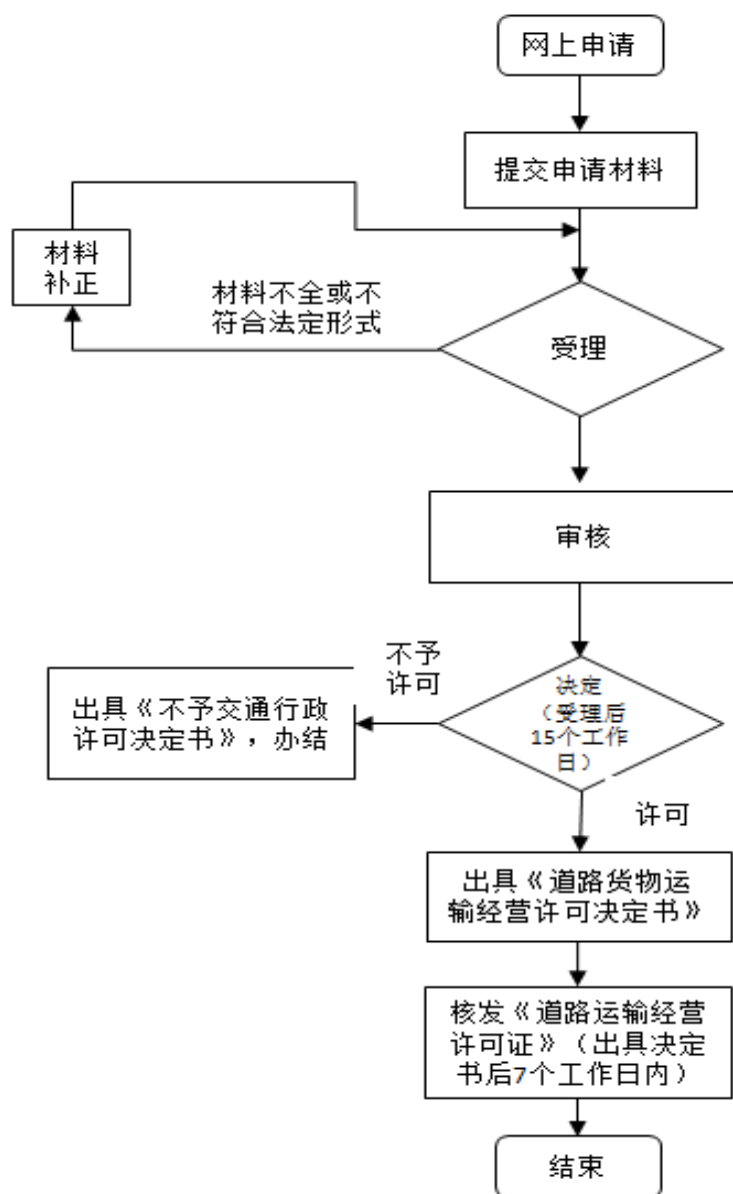 网上申请
提交申请材料
材料
补正
材料不全或不
符合法定形式
受理
审核
不予
许可
决定
（受理后
15个工作
日）
出具《不予交通行政
许可决定书》，办结
许可
出具《道路货物运
输经营许可决定书》
核发《道路运输经营
许可证》（出具决定
书后7个工作日内）
结束